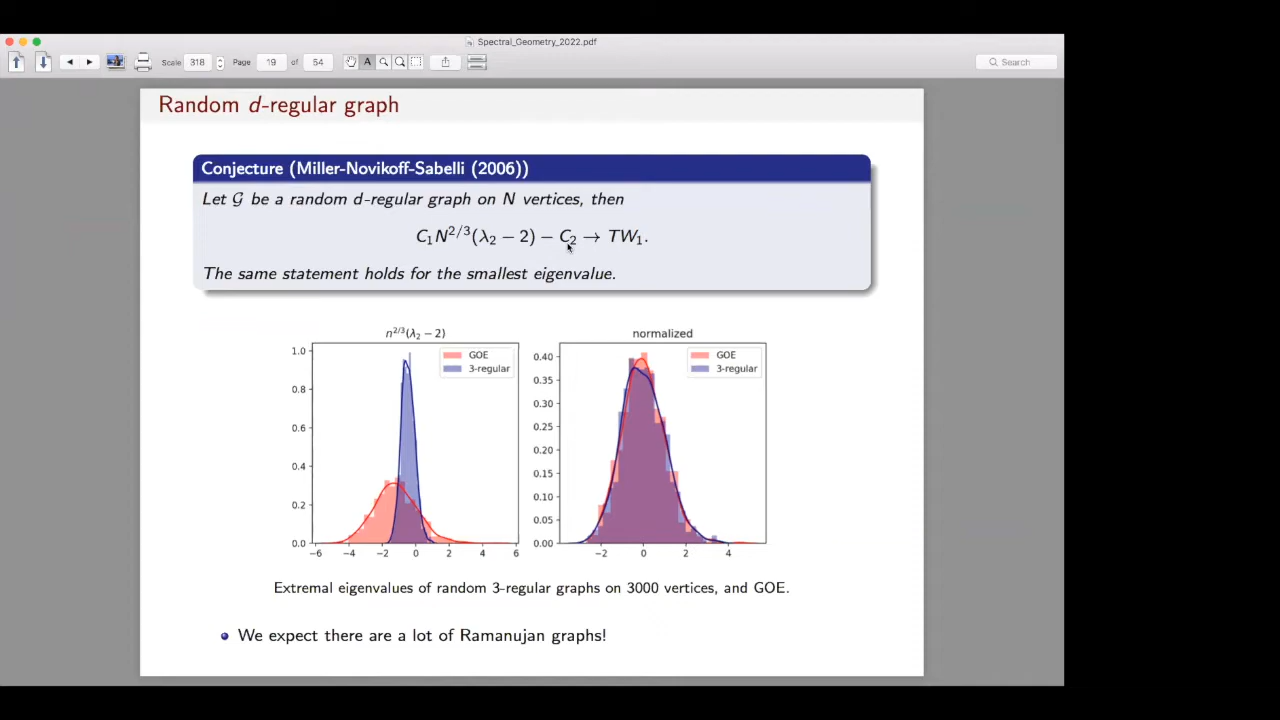 Spectral_Geometry_2022.pdf
Scale 318 Page 19 of 54 A Search
Random d-regular graph
Conjecture (Miller-Novikoff-Sabelli (2006))
Let 𝒢 be a random d-regular graph on N vertices, then
C₁N^{2/3}(λ₂ − 2) − C₂ → TW₁.
The same statement holds for the smallest eigenvalue.
n^{2/3}(λ₂ − 2)
GOE
3-regular
1.0
0.8
0.6
0.4
0.2
0.0
−6 −4 −2 0 2 4 6
normalized
GOE
3-regular
0.40
0.35
0.30
0.25
0.20
0.15
0.10
0.05
0.00
−2 0 2 4
Extremal eigenvalues of random 3-regular graphs on 3000 vertices, and GOE.
We expect there are a lot of Ramanujan graphs!